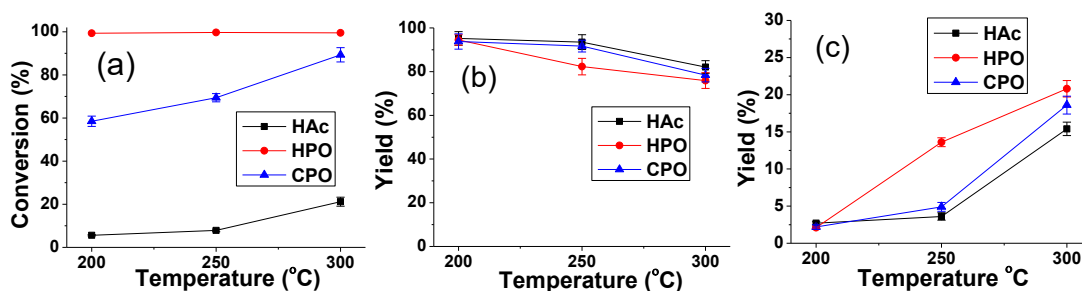 (a)
Conversion (%)
100
80
60
40
20
0
HAc
HPO
CPO
200
250
300
Temperature (°C)
(b)
Yield (%)
100
80
60
40
20
0
HAc
HPO
CPO
200
250
300
Temperature (°C)
(c)
Yield (%)
30
25
20
15
10
5
0
HAc
HPO
CPO
200
250
300
Temperature °C